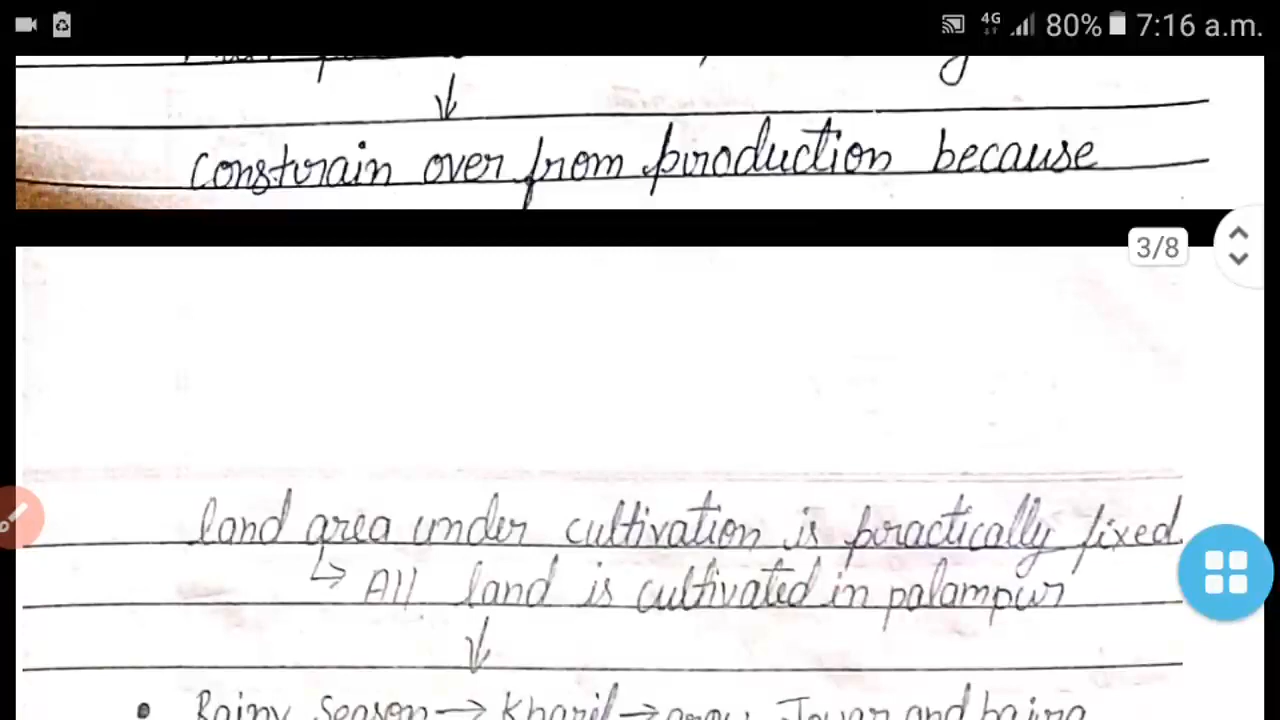 4G 80% 7:16 a.m.
constrain over from production because
3/8
land area under cultivation is practically fixed
↳ All land is cultivated in palampur
• Rainy Season → Kharif → grow: Jowar and bajra